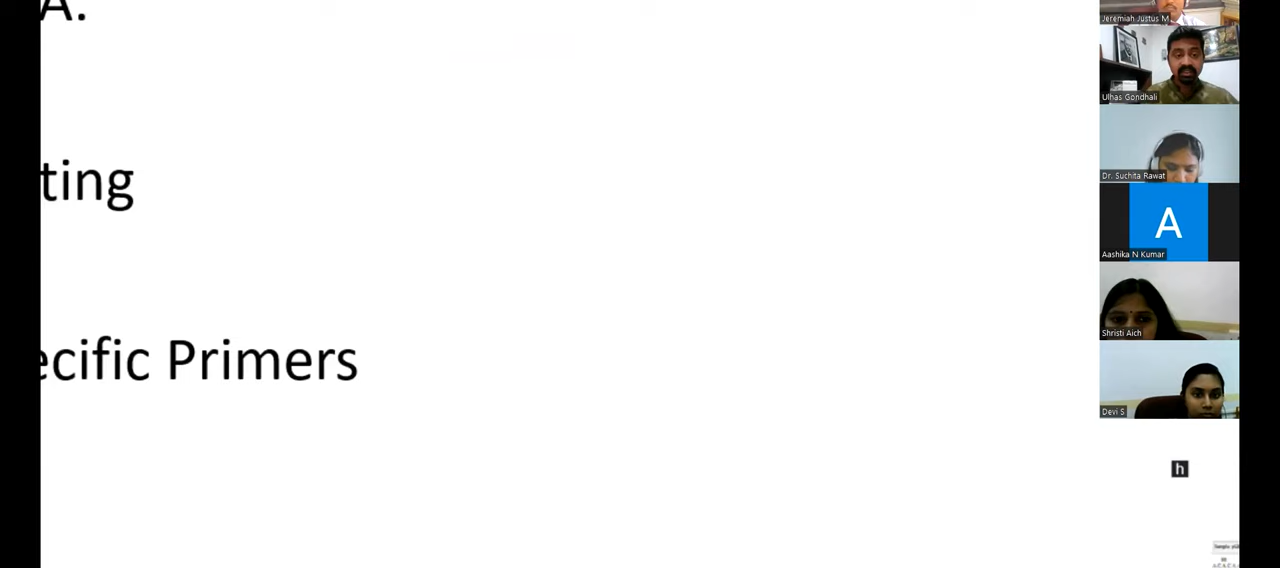 A.
ting
ecific Primers
Jeremiah Justus M
Ulhas Gondhali
Dr. Suchita Rawat
A
Aashika N Kumar
Shristi Aich
Devi S
h